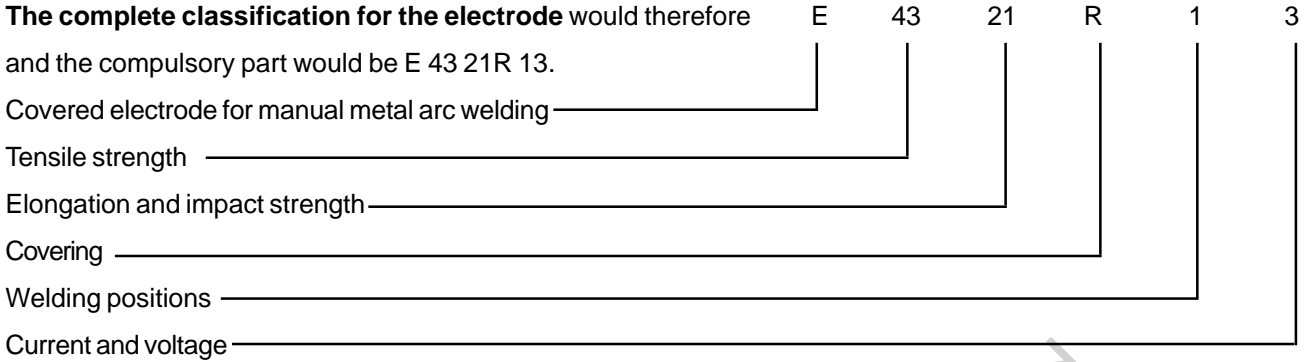 The complete classification for the electrode would therefore E 43 21 R 1 3
and the compulsory part would be E 43 21R 13.
Covered electrode for manual metal arc welding
Tensile strength
Elongation and impact strength
Covering
Welding positions
Current and voltage